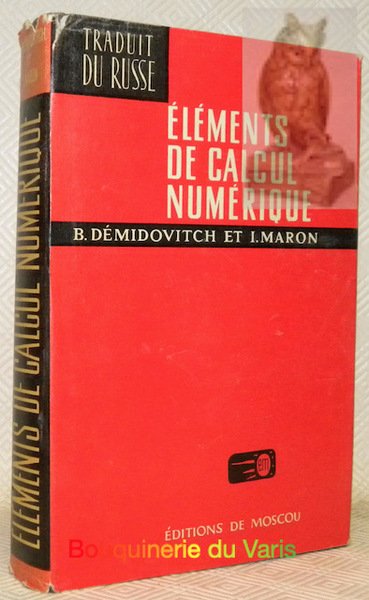 TRADUIT
DU RUSSE
ÉLÉMENTS
DE CALCUL
NUMÉRIQUE
B. DÉMIDOVITCH ET I. MARON
em
ÉDITIONS DE MOSCOU
ÉLÉMENTS DE CALCUL NUMÉRIQUE
Bouquinerie du Varis